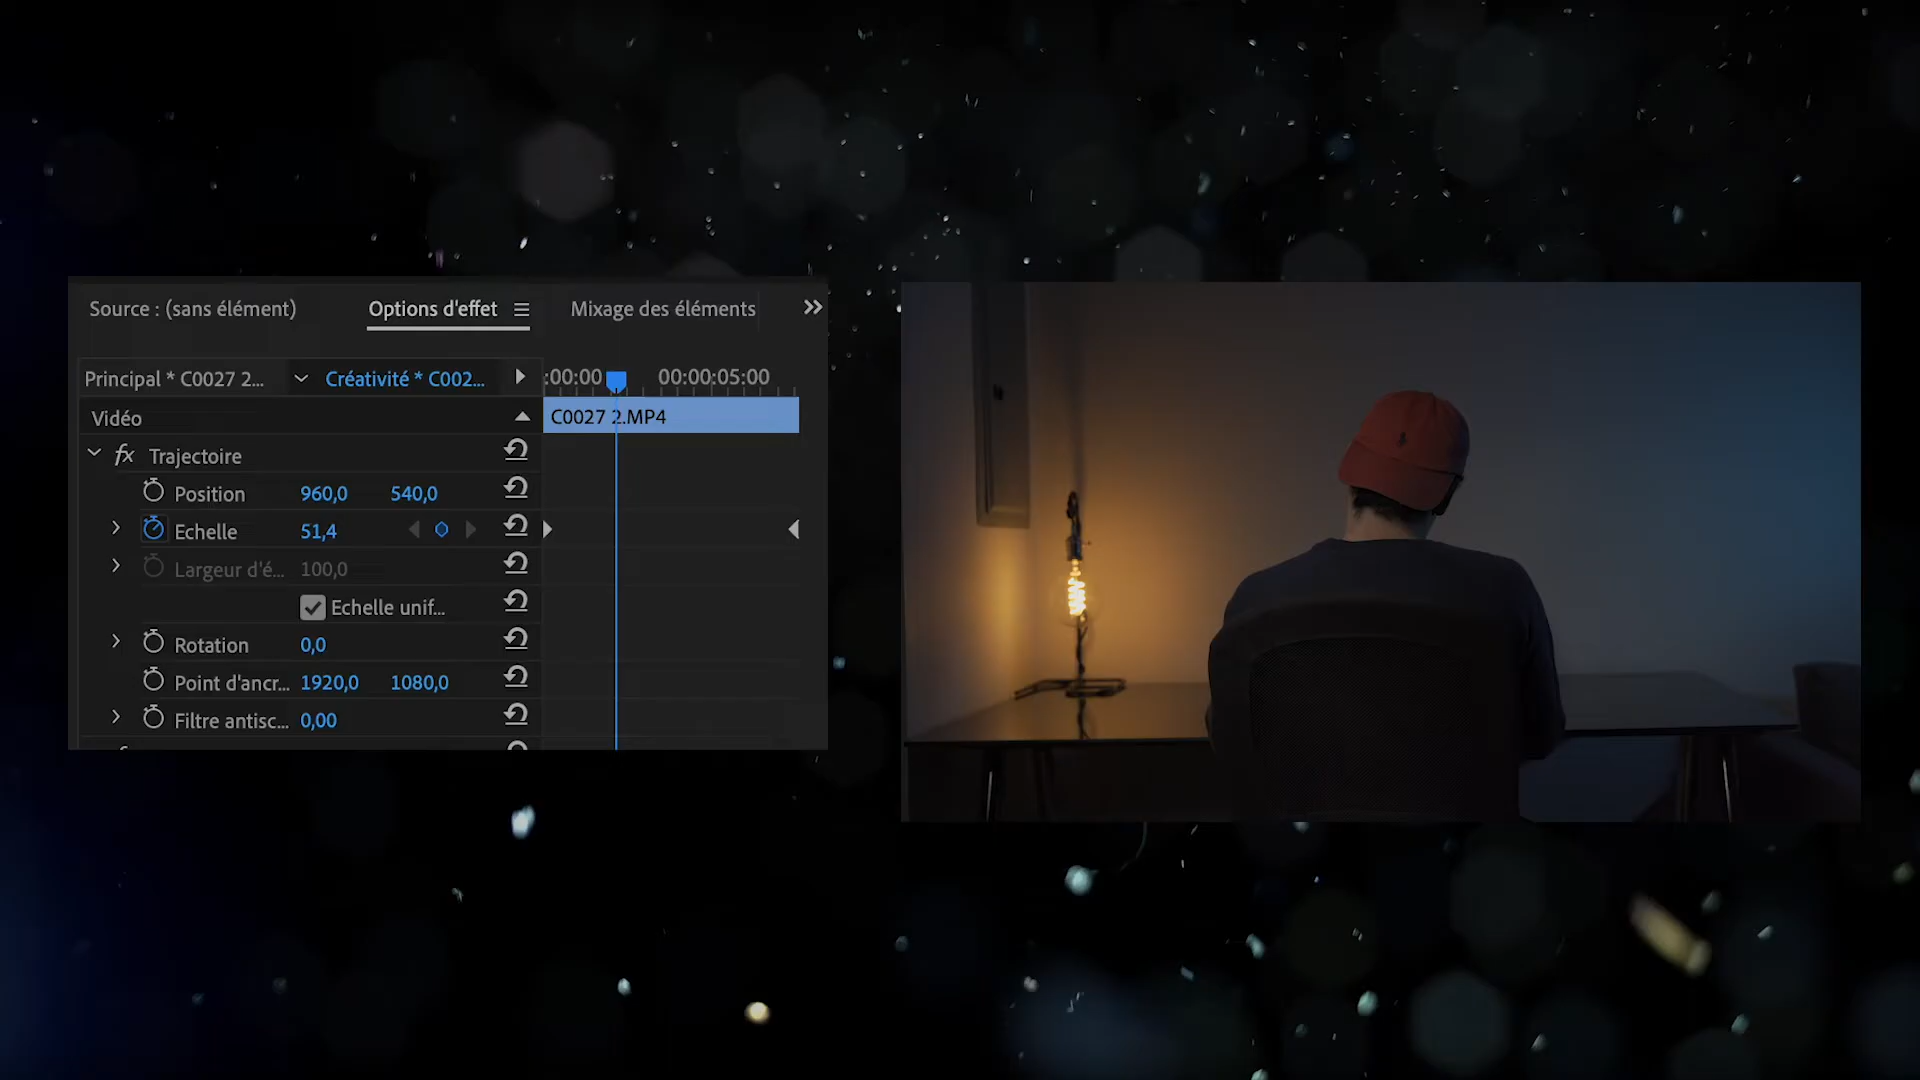 Source : (sans élément) Options d'effet Mixage des éléments
Principal * C0027 2... Créativité * C002... :00:00 00:00:05:00
Vidéo C0027 2.MP4
fx Trajectoire
Position 960,0 540,0
Echelle 51,4
Largeur d'é... 100,0
Echelle unif...
Rotation 0,0
Point d'ancr... 1920,0 1080,0
Filtre antisc... 0,00